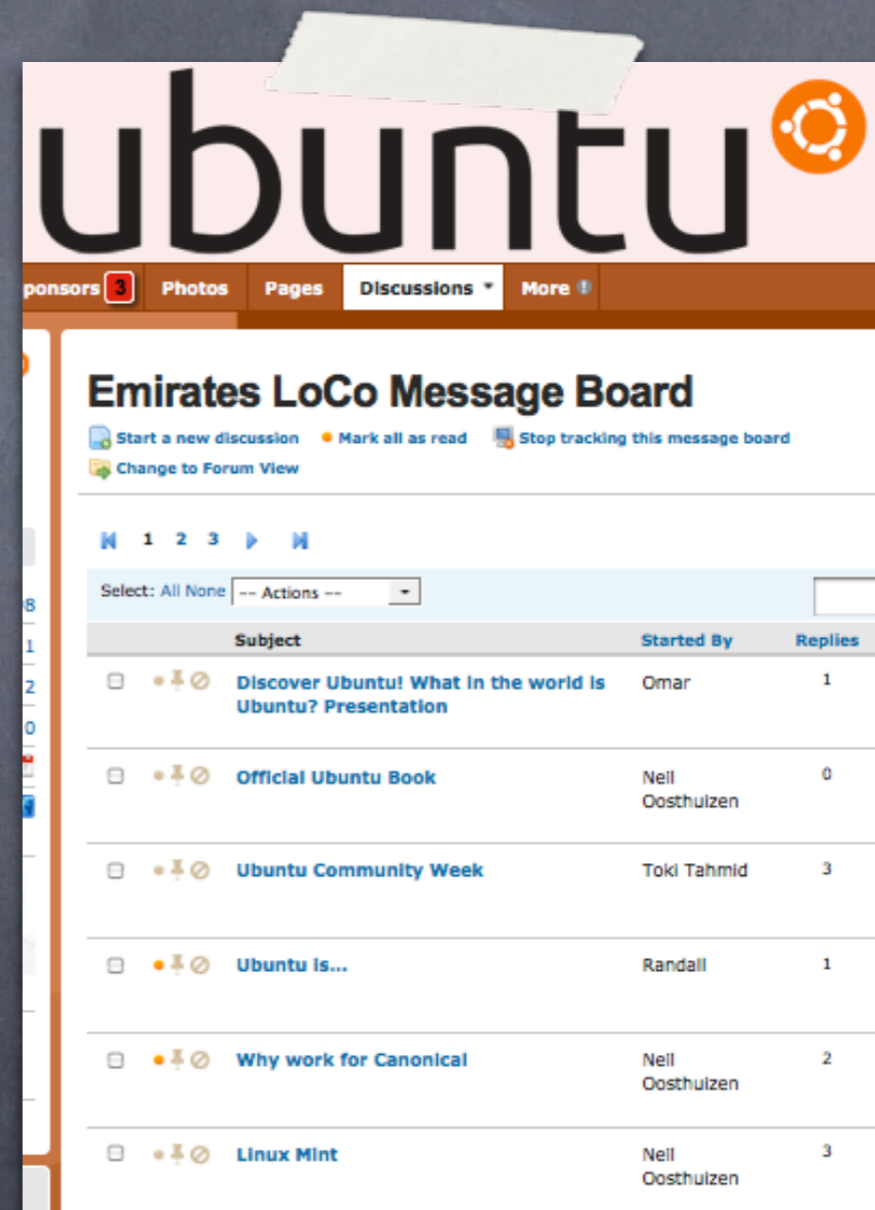 ubuntu
ponsors 3 Photos Pages Discussions More
Emirates LoCo Message Board
Start a new discussion Mark all as read Stop tracking this message board
Change to Forum View
1 2 3
Select: All None -- Actions --
8
Subject Started By Replies
1
Discover Ubuntu! What in the world is Omar 1
2
Ubuntu? Presentation
0
Official Ubuntu Book Neil 0
Oosthuizen
Ubuntu Community Week Toki Tahmid 3
Ubuntu is... Randall 1
Why work for Canonical Neil 2
Oosthuizen
Linux Mint Neil 3
Oosthuizen